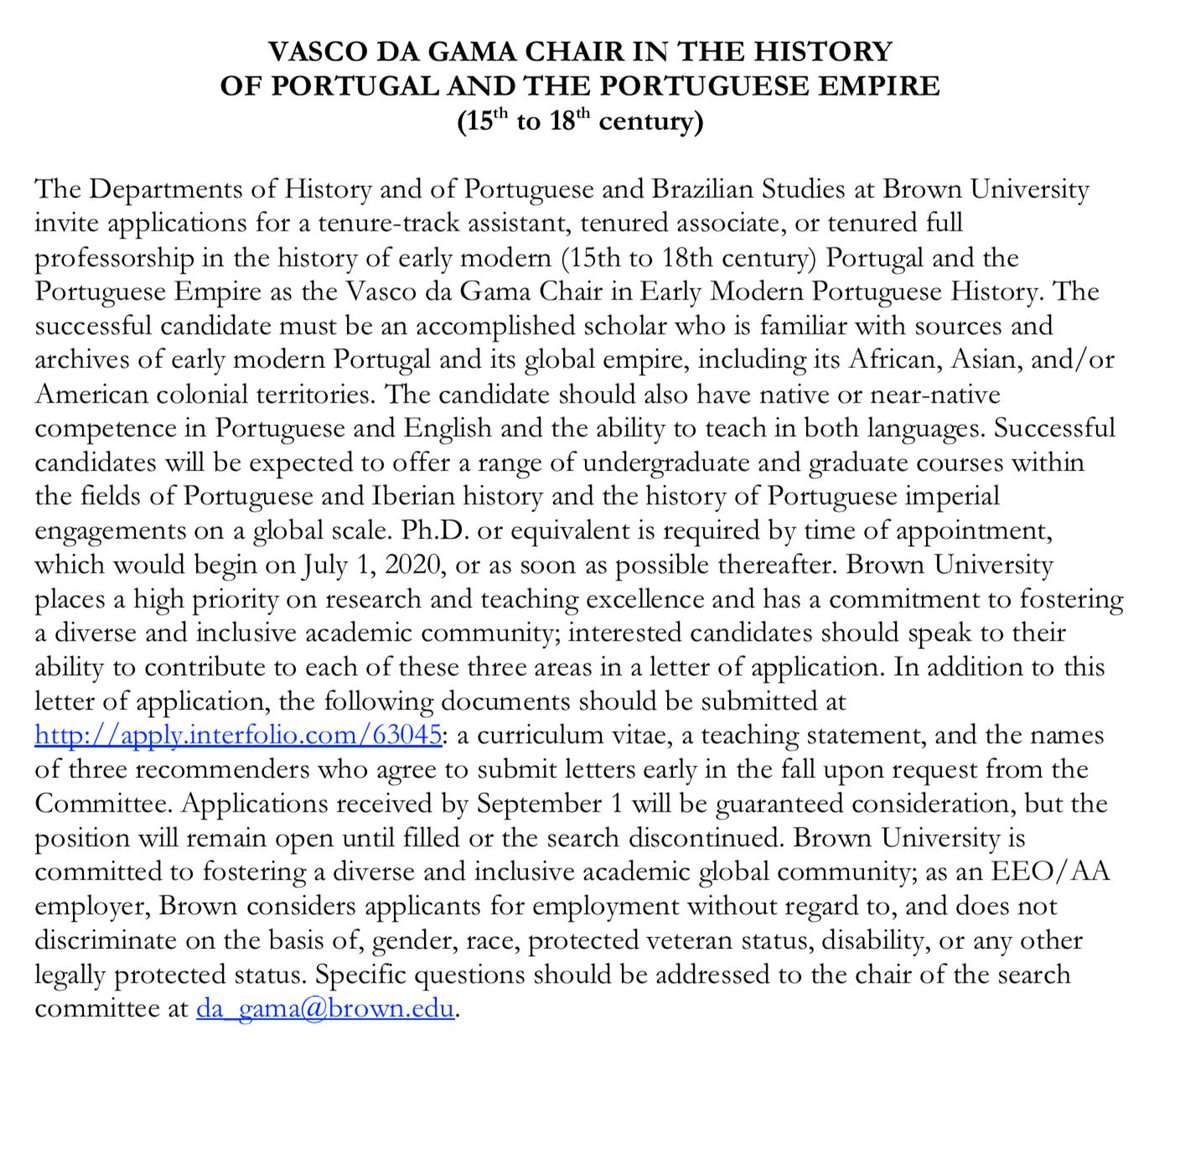 VASCO DA GAMA CHAIR IN THE HISTORY
OF PORTUGAL AND THE PORTUGUESE EMPIRE
(15th to 18th century)
The Departments of History and of Portuguese and Brazilian Studies at Brown University
invite applications for a tenure-track assistant, tenured associate, or tenured full
professorship in the history of early modern (15th to 18th century) Portugal and the
Portuguese Empire as the Vasco da Gama Chair in Early Modern Portuguese History. The
successful candidate must be an accomplished scholar who is familiar with sources and
archives of early modern Portugal and its global empire, including its African, Asian, and/or
American colonial territories. The candidate should also have native or near-native
competence in Portuguese and English and the ability to teach in both languages. Successful
candidates will be expected to offer a range of undergraduate and graduate courses within
the fields of Portuguese and Iberian history and the history of Portuguese imperial
engagements on a global scale. Ph.D. or equivalent is required by time of appointment,
which would begin on July 1, 2020, or as soon as possible thereafter. Brown University
places a high priority on research and teaching excellence and has a commitment to fostering
a diverse and inclusive academic community; interested candidates should speak to their
ability to contribute to each of these three areas in a letter of application. In addition to this
letter of application, the following documents should be submitted at
http://apply.interfolio.com/63045: a curriculum vitae, a teaching statement, and the names
of three recommenders who agree to submit letters early in the fall upon request from the
Committee. Applications received by September 1 will be guaranteed consideration, but the
position will remain open until filled or the search discontinued. Brown University is
committed to fostering a diverse and inclusive academic global community; as an EEO/AA
employer, Brown considers applicants for employment without regard to, and does not
discriminate on the basis of, gender, race, protected veteran status, disability, or any other
legally protected status. Specific questions should be addressed to the chair of the search
committee at da_gama@brown.edu.